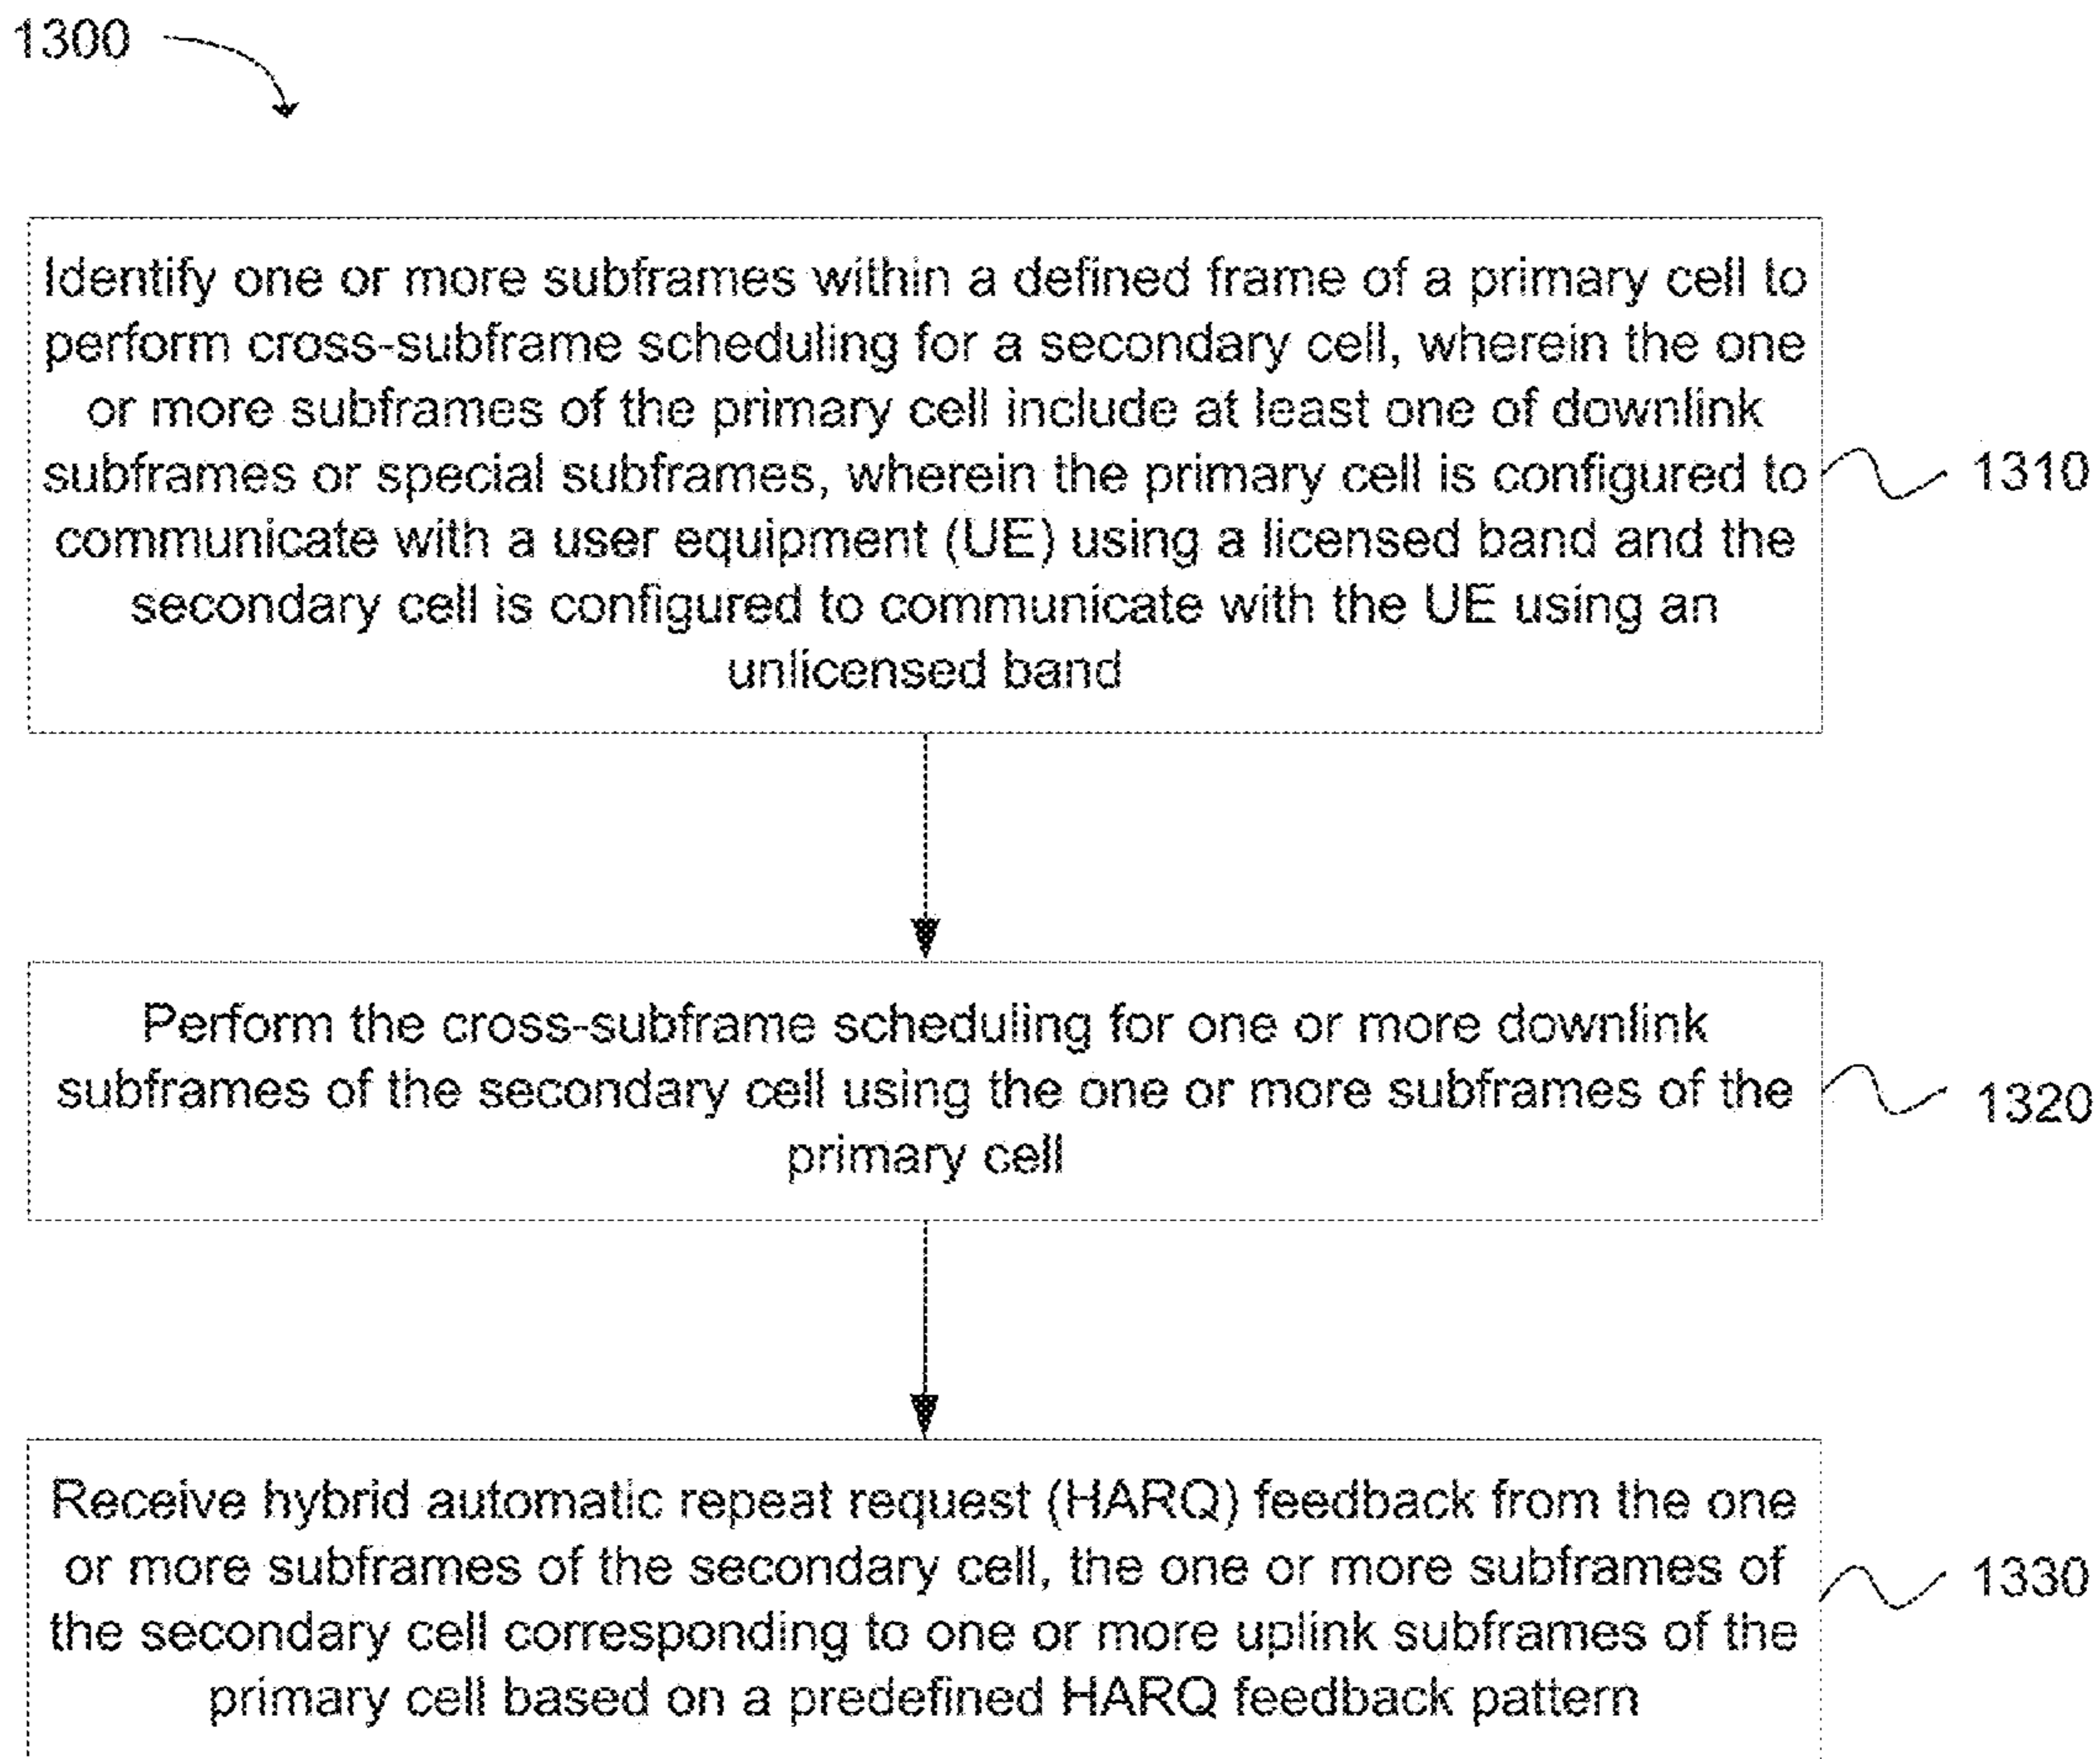 1300
Identify one or more subframes within a defined frame of a primary cell to
perform cross-subframe scheduling for a secondary cell, wherein the one
or more subframes of the primary cell include at least one of downlink
subframes or special subframes, wherein the primary cell is configured to
communicate with a user equipment (UE) using a licensed band and the
secondary cell is configured to communicate with the UE using an
unlicensed band
1310
Perform the cross-subframe scheduling for one or more downlink
subframes of the secondary cell using the one or more subframes of the
primary cell
1320
Receive hybrid automatic repeat request (HARQ) feedback from the one
or more subframes of the secondary cell, the one or more subframes of
the secondary cell corresponding to one or more uplink subframes of the
primary cell based on a predefined HARQ feedback pattern
1330